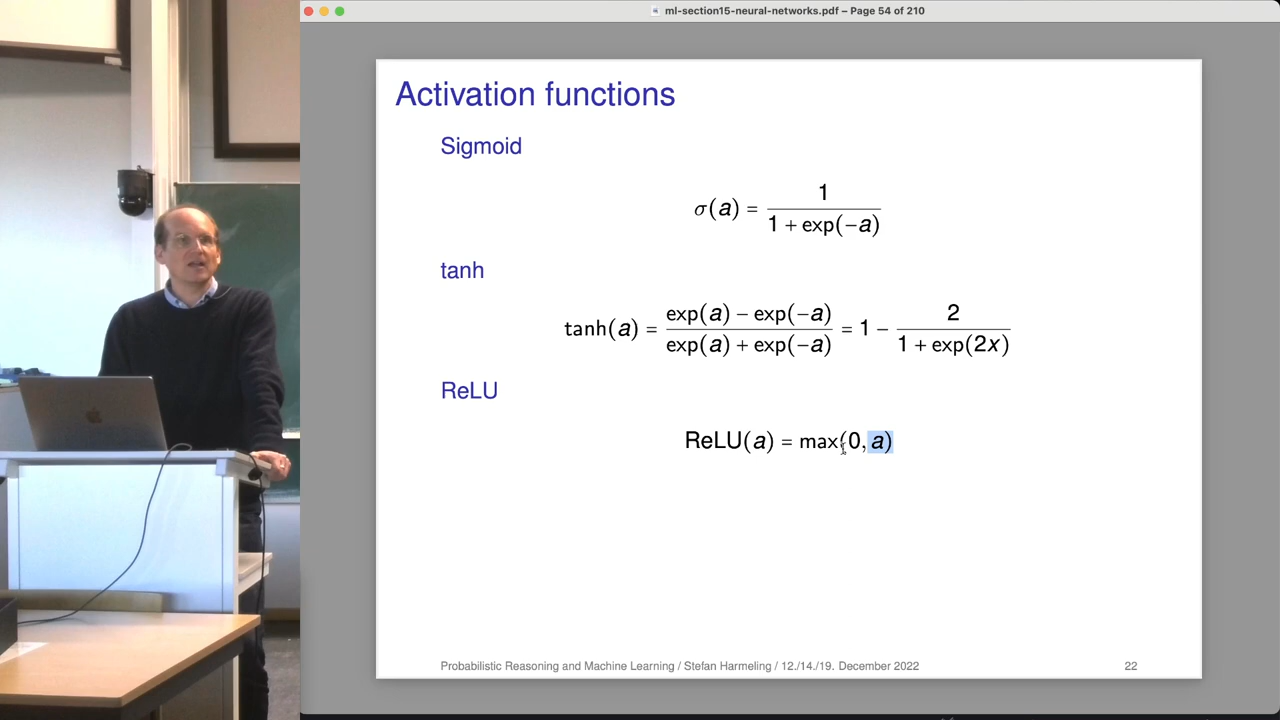 ml-section15-neural-networks.pdf – Page 54 of 210
Activation functions
Sigmoid
σ(a) = 1 / (1 + exp(−a))
tanh
tanh(a) = (exp(a) − exp(−a)) / (exp(a) + exp(−a)) = 1 − 2 / (1 + exp(2x))
ReLU
ReLU(a) = max(0, a)
Probabilistic Reasoning and Machine Learning / Stefan Harmeling / 12./14./19. December 2022 22